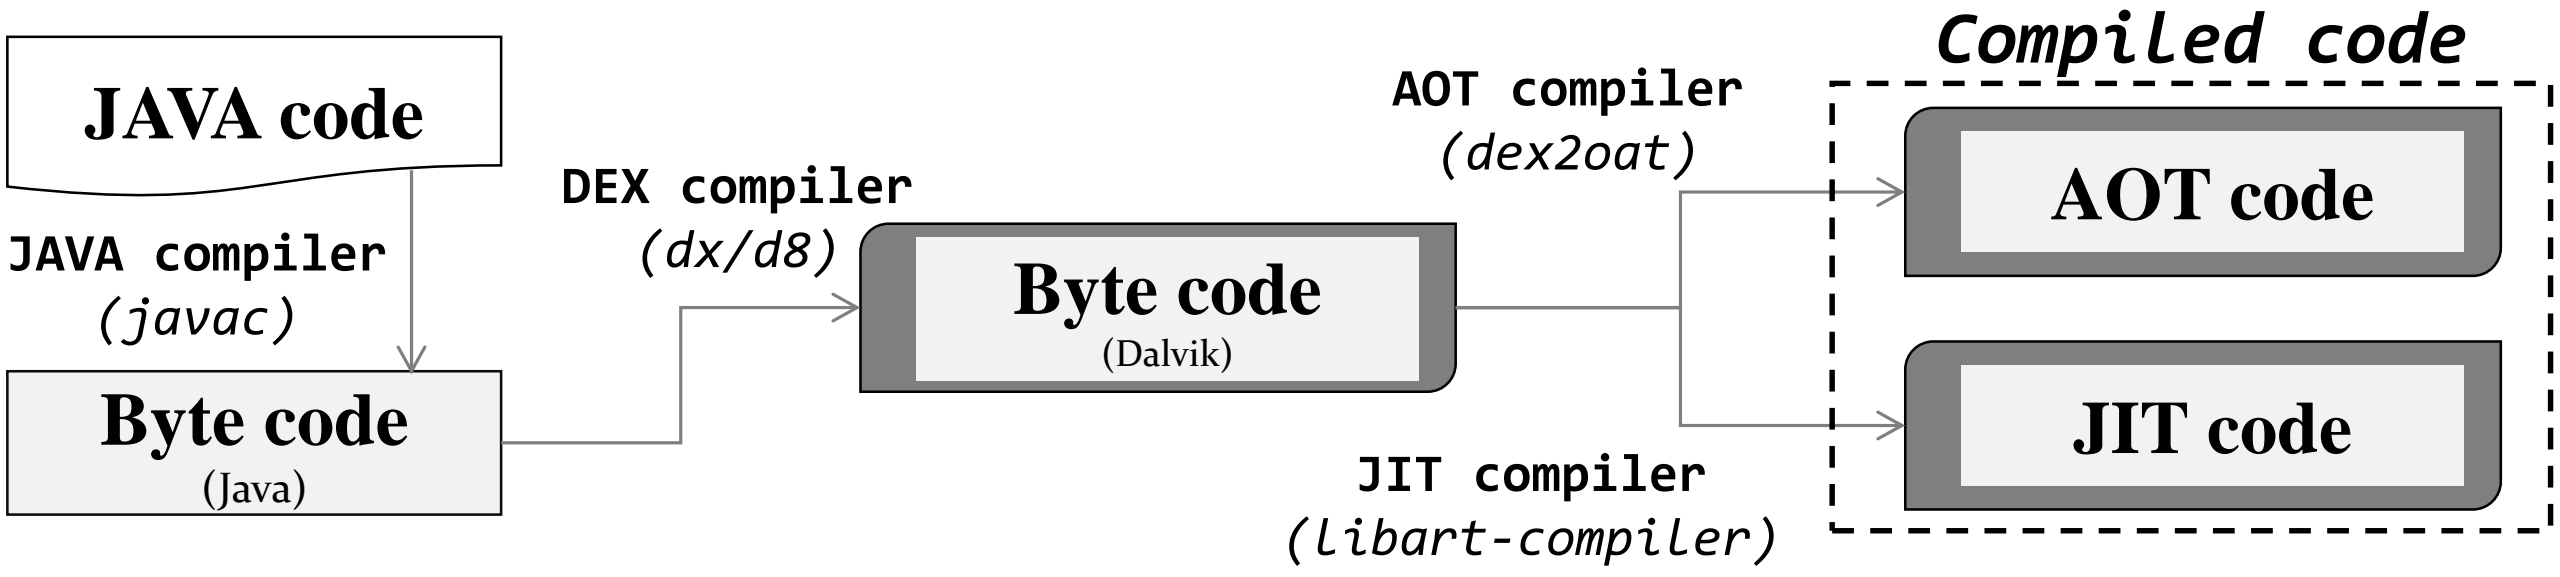 JAVA code
JAVA compiler
(javac)
Byte code
(Java)
DEX compiler
(dx/d8)
Byte code
(Dalvik)
AOT compiler
(dex2oat)
JIT compiler
(libart-compiler)
Compiled code
AOT code
JIT code